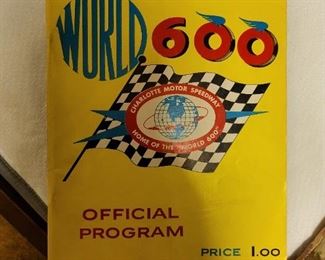 WORLD 600
CHARLOTTE MOTOR SPEEDWAY
HOME OF THE "WORLD 600"
OFFICIAL
PROGRAM
PRICE 1.00